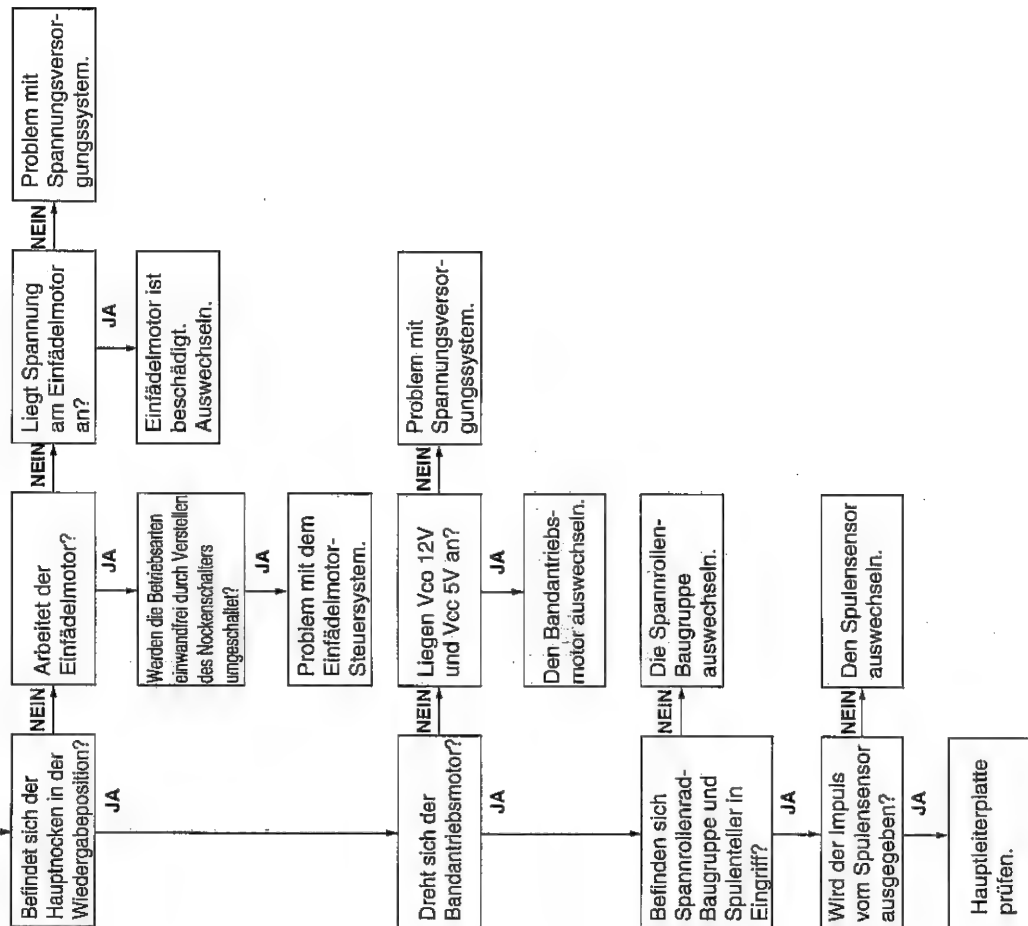 Befindet sich der
Hauptnocken in der
Wiedergabeposition?
NEIN
Arbeitet der
Einfädelmotor?
NEIN
Liegt Spannung
am Einfädelmotor
an?
NEIN
Problem mit
Spannungsversor-
gungssystem.
JA
Einfädelmotor ist
beschädigt.
Auswechseln.
JA
Werden die Betriebsarten
einwandfrei durch Verstellen
des Nockenschalters
umgeschaltet?
JA
Problem mit dem
Einfädelmotor-
Steuersystem.
JA
Dreht sich der
Bandantriebsmotor?
NEIN
Liegen Vco 12V
und Vcc 5V an?
NEIN
Problem mit
Spannungsversor-
gungssystem.
JA
Den Bandantriebs-
motor auswechseln.
JA
Befinden sich
Spannrollenrad-
Baugruppe und
Spulenteller in
Eingriff?
NEIN
Die Spannrollen-
Baugruppe
auswechseln.
JA
Wird der Impuls
vom Spulensensor
ausgegeben?
NEIN
Den Spulensensor
auswechseln.
JA
Hauptleiterplatte
prüfen.